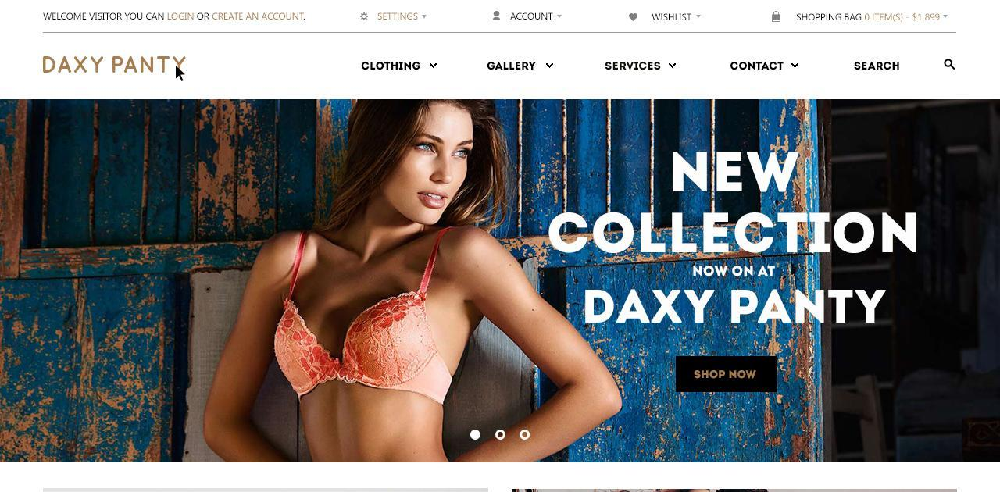 WELCOME VISITOR YOU CAN LOGIN OR CREATE AN ACCOUNT.
SETTINGS
ACCOUNT
WISHLIST
SHOPPING BAG 0 ITEM(S) - $1 899
DAXY PANTY
CLOTHING
GALLERY
SERVICES
CONTACT
SEARCH
NEW
COLLECTION
NOW ON AT
DAXY PANTY
SHOP NOW